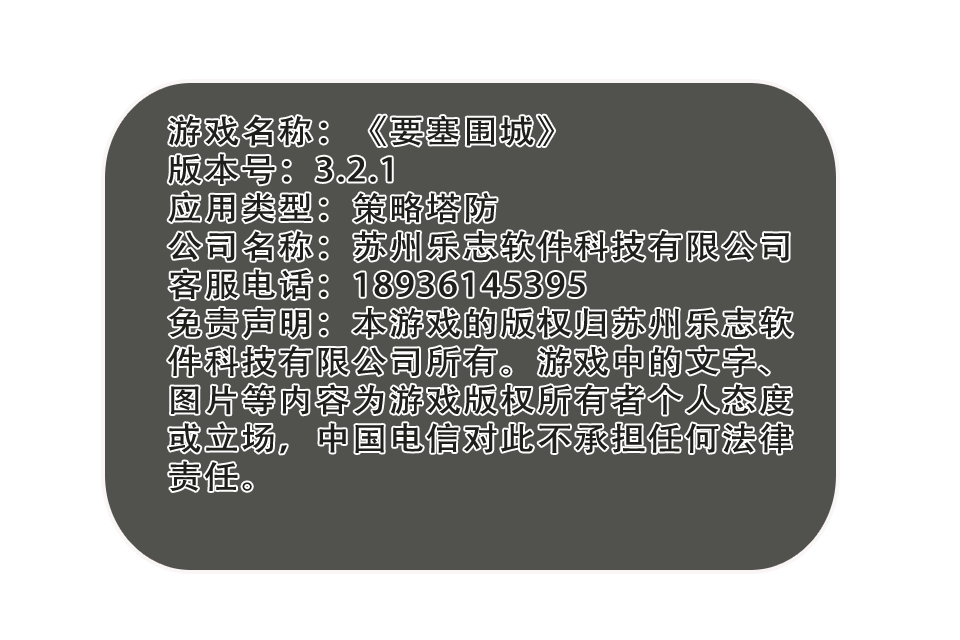 游戏名称：《要塞围城》
版本号：3.2.1
应用类型：策略塔防
公司名称：苏州乐志软件科技有限公司
客服电话：18936145395
免责声明：本游戏的版权归苏州乐志软
件科技有限公司所有。游戏中的文字、
图片等内容为游戏版权所有者个人态度
或立场，中国电信对此不承担任何法律
责任。